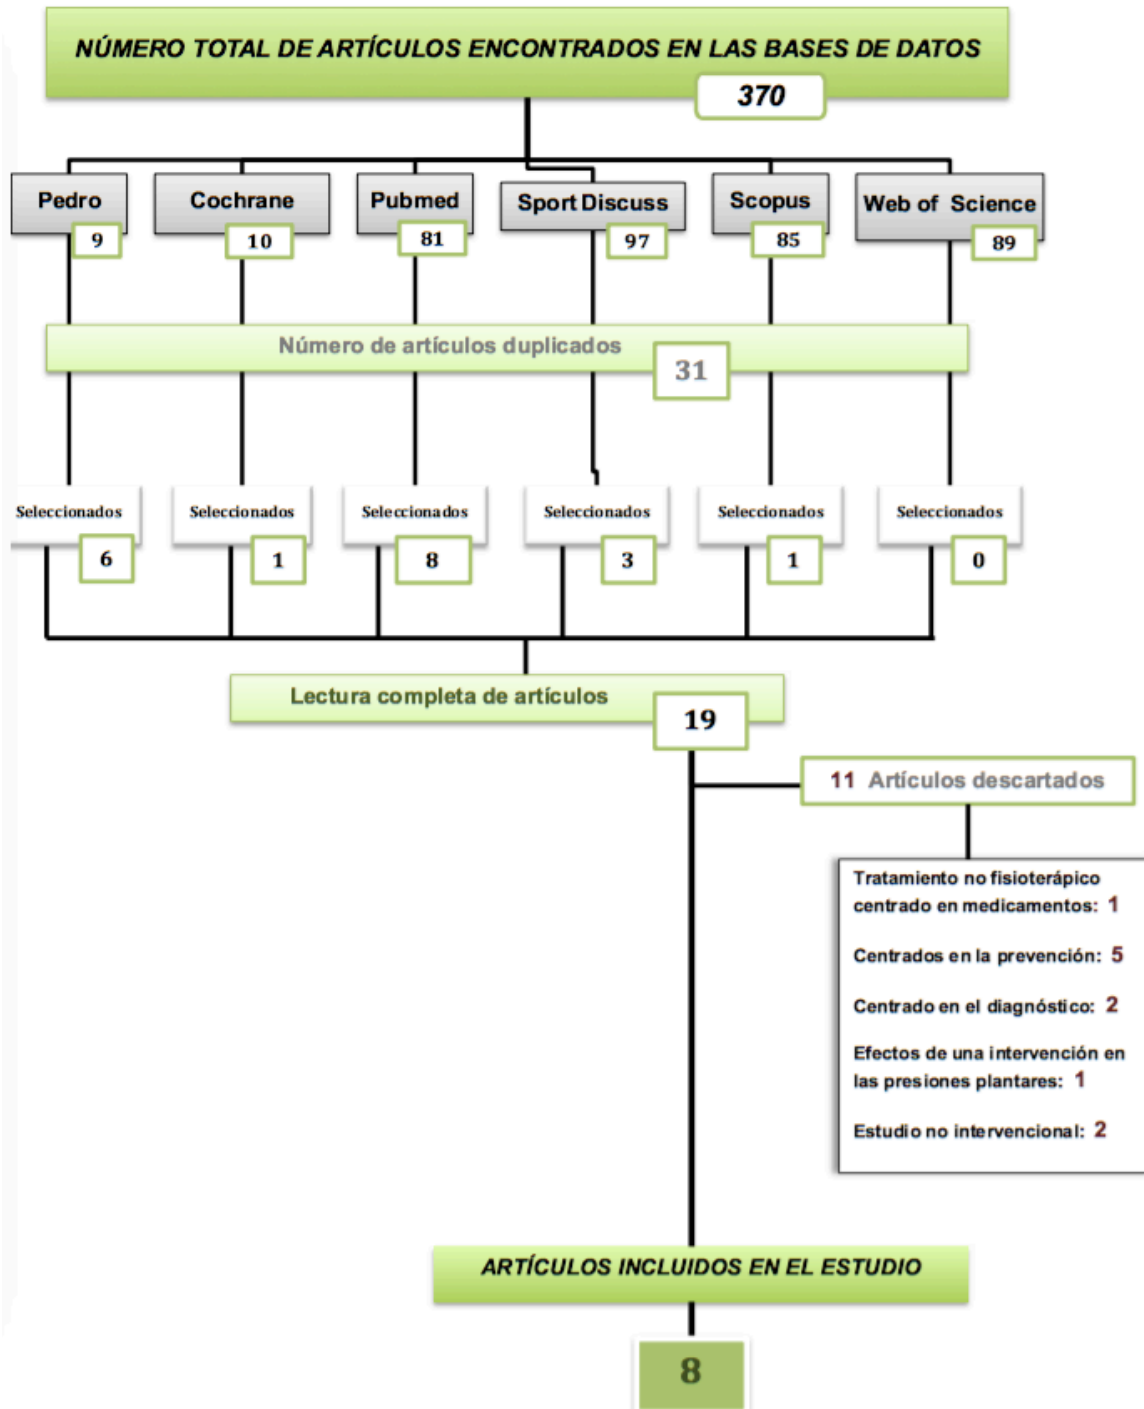 NÚMERO TOTAL DE ARTÍCULOS ENCONTRADOS EN LAS BASES DE DATOS
370
Pedro
9
Cochrane
10
Pubmed
81
Sport Discuss
97
Scopus
85
Web of Science
89
Número de artículos duplicados
31
Seleccionados
6
Seleccionados
1
Seleccionados
8
Seleccionados
3
Seleccionados
1
Seleccionados
0
Lectura completa de artículos
19
11 Artículos descartados
Tratamiento no fisioterápico
centrado en medicamentos: 1
Centrados en la prevención: 5
Centrado en el diagnóstico: 2
Efectos de una intervención en
las presiones plantares: 1
Estudio no intervencional: 2
ARTÍCULOS INCLUIDOS EN EL ESTUDIO
8